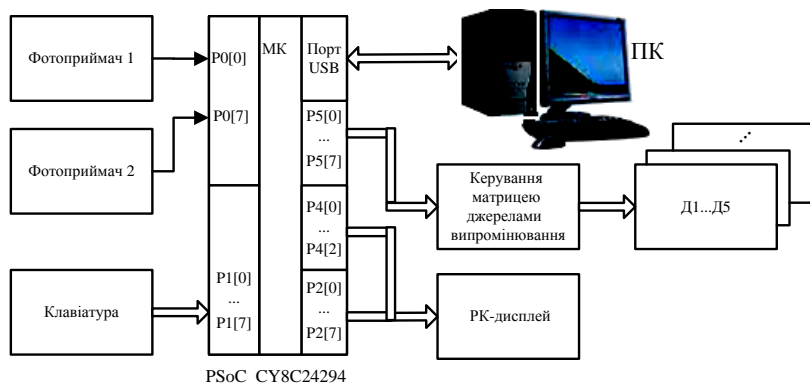 Фотоприймач 1
Фотоприймач 2
Клавіатура
P0[0]
P0[7]
P1[0]
...
P1[7]
МК
Порт
USB
P5[0]
...
P5[7]
P4[0]
...
P4[2]
P2[0]
...
P2[7]
ПК
Керування
матрицею
джерелами
випромінювання
...
Д1...Д5
РК-дисплей
PSoC CY8C24294